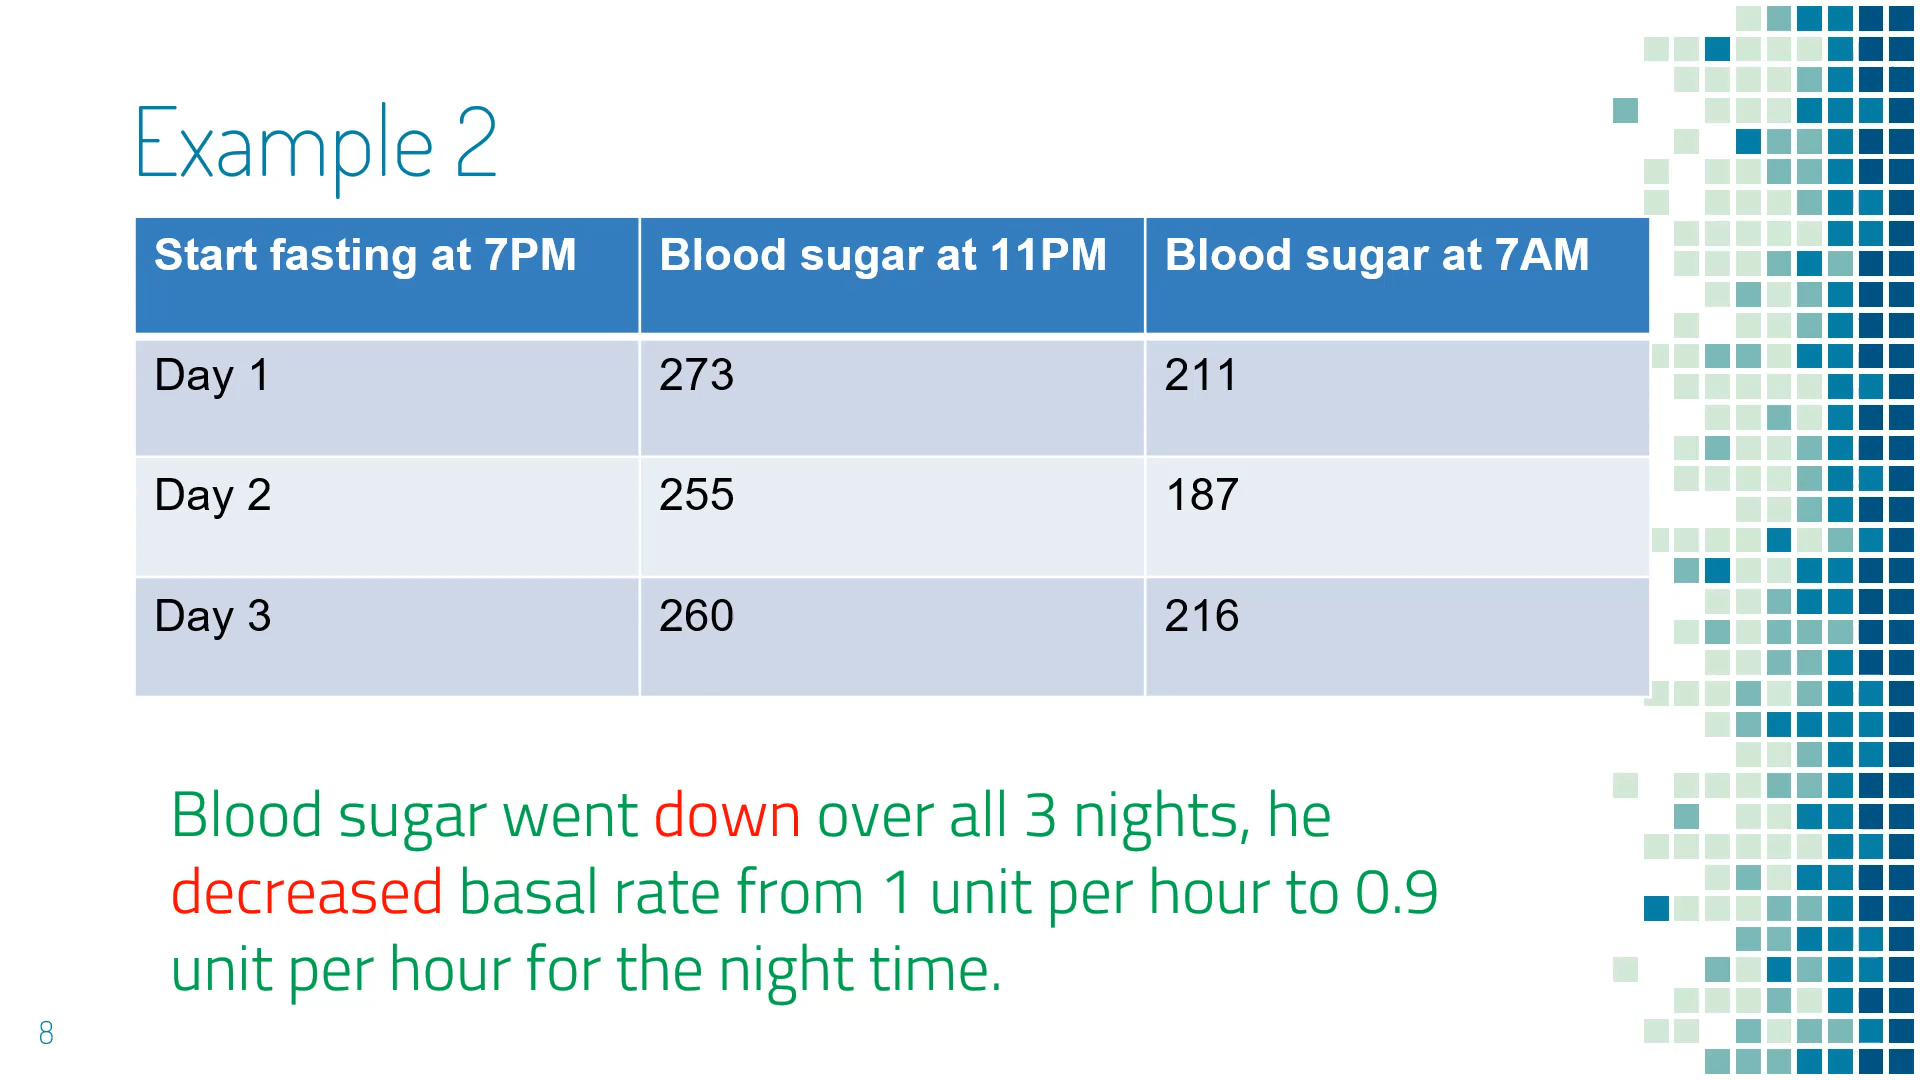 Example 2
Start fasting at 7PM Blood sugar at 11PM Blood sugar at 7AM
Day 1 273 211
Day 2 255 187
Day 3 260 216
Blood sugar went down over all 3 nights, he
decreased basal rate from 1 unit per hour to 0.9
unit per hour for the night time.
8